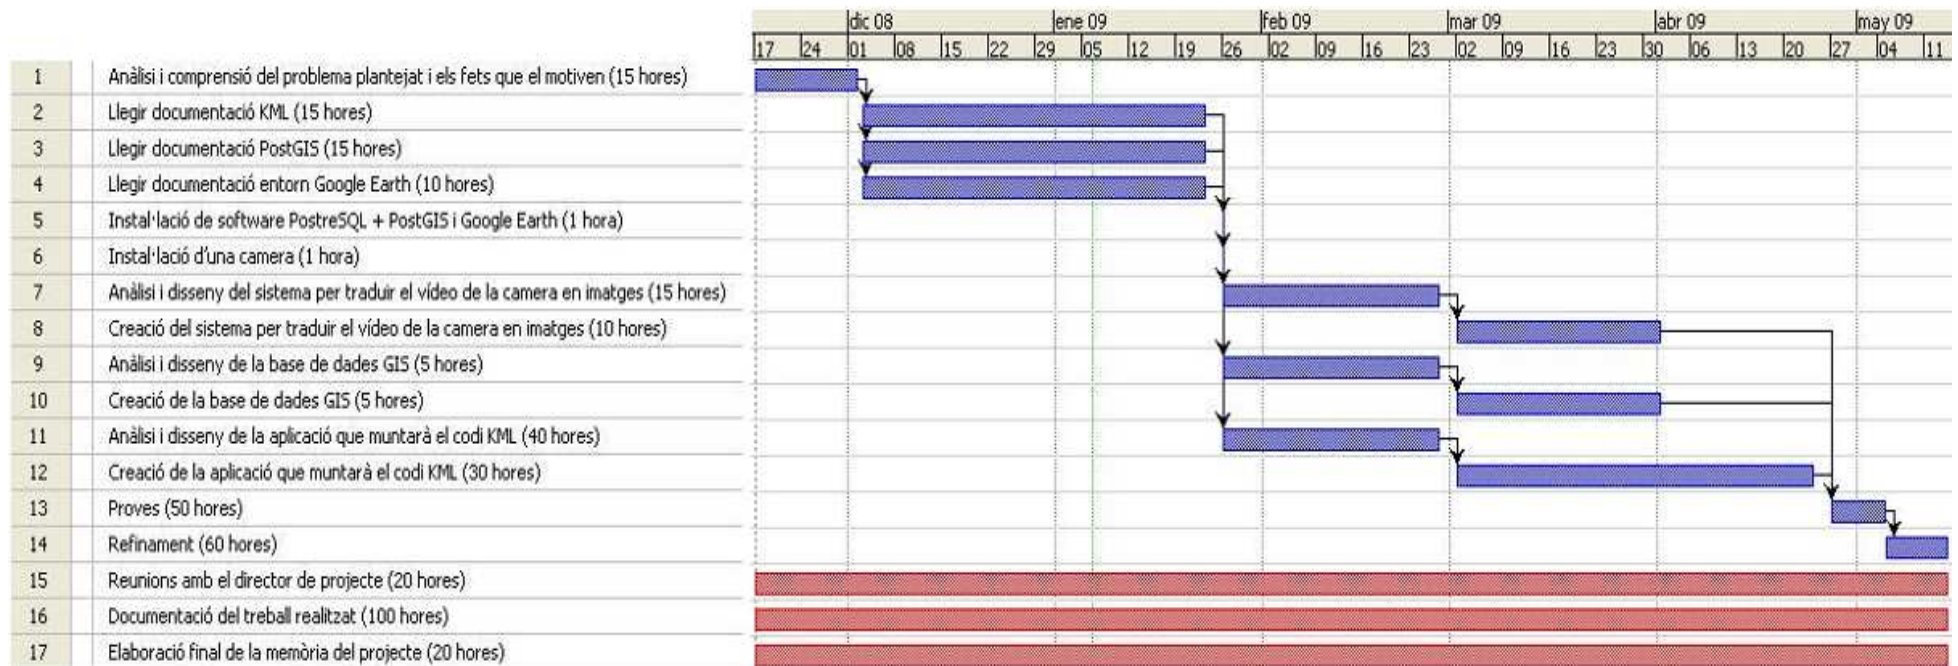 dic 08 ene 09 feb 09 mar 09 abr 09 may 09
17 24 01 08 15 22 29 05 12 19 26 02 09 16 23 02 09 16 23 30 06 13 20 27 04 11
1 Anàlisi i comprensió del problema plantejat i els fets que el motiven (15 hores)
2 Llegir documentació KML (15 hores)
3 Llegir documentació PostGIS (15 hores)
4 Llegir documentació entorn Google Earth (10 hores)
5 Instal·lació de software PostreSQL + PostGIS i Google Earth (1 hora)
6 Instal·lació d'una camera (1 hora)
7 Anàlisi i disseny del sistema per traduir el vídeo de la camera en imatges (15 hores)
8 Creació del sistema per traduir el vídeo de la camera en imatges (10 hores)
9 Anàlisi i disseny de la base de dades GIS (5 hores)
10 Creació de la base de dades GIS (5 hores)
11 Anàlisi i disseny de la aplicació que muntarà el codi KML (40 hores)
12 Creació de la aplicació que muntarà el codi KML (30 hores)
13 Proves (50 hores)
14 Refinament (60 hores)
15 Reunions amb el director de projecte (20 hores)
16 Documentació del treball realitzat (100 hores)
17 Elaboració final de la memòria del projecte (20 hores)